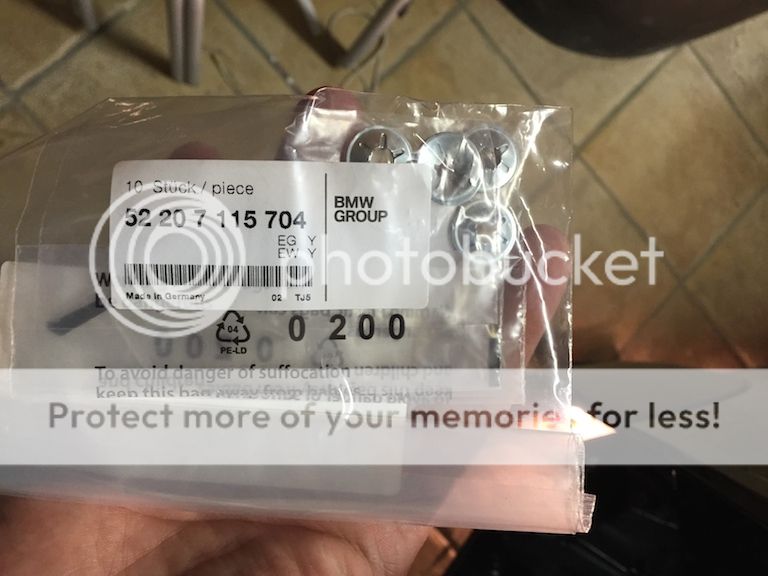 10 Stück / piece
52 20 7 115 704
BMW
GROUP
EG Y
EW Y
Made in Germany 02 TJ5
photobucket
04
PE-LD
0 200
To avoid danger of suffocation
keep this bag away from
Protect more of your memories for less!